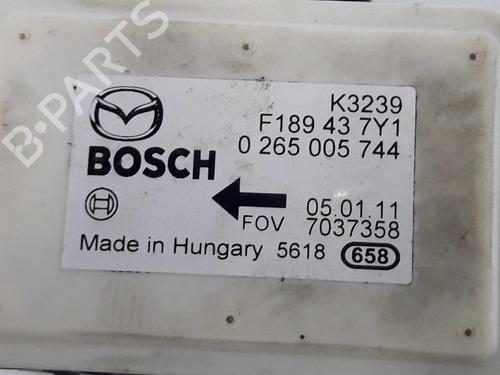 K3239
F189 43 7Y1
BOSCH
0 265 005 744
FOV
05.01.11
7037358
Made in Hungary 5618 658
B-PARTS